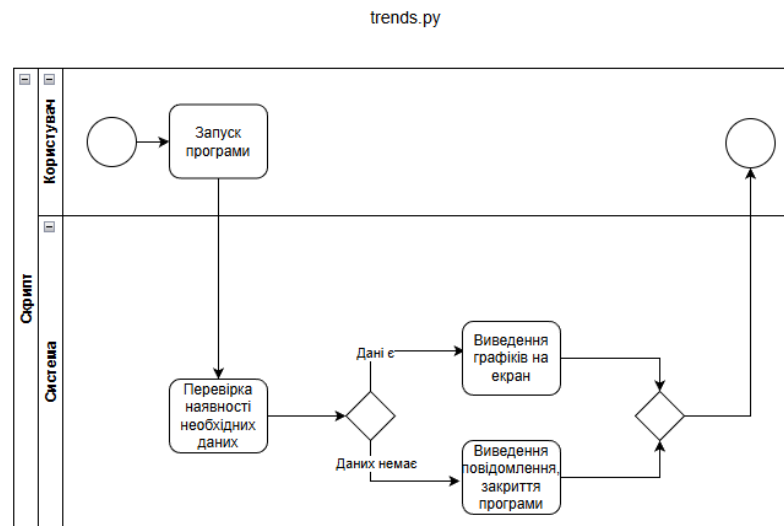 trends.py
Скрипт
Користувач
Запуск
програми
Система
Перевірка
наявності
необхідних
даних
Дані є
Виведення
графіків на
екран
Даних немає
Виведення
повідомлення,
закриття
програми